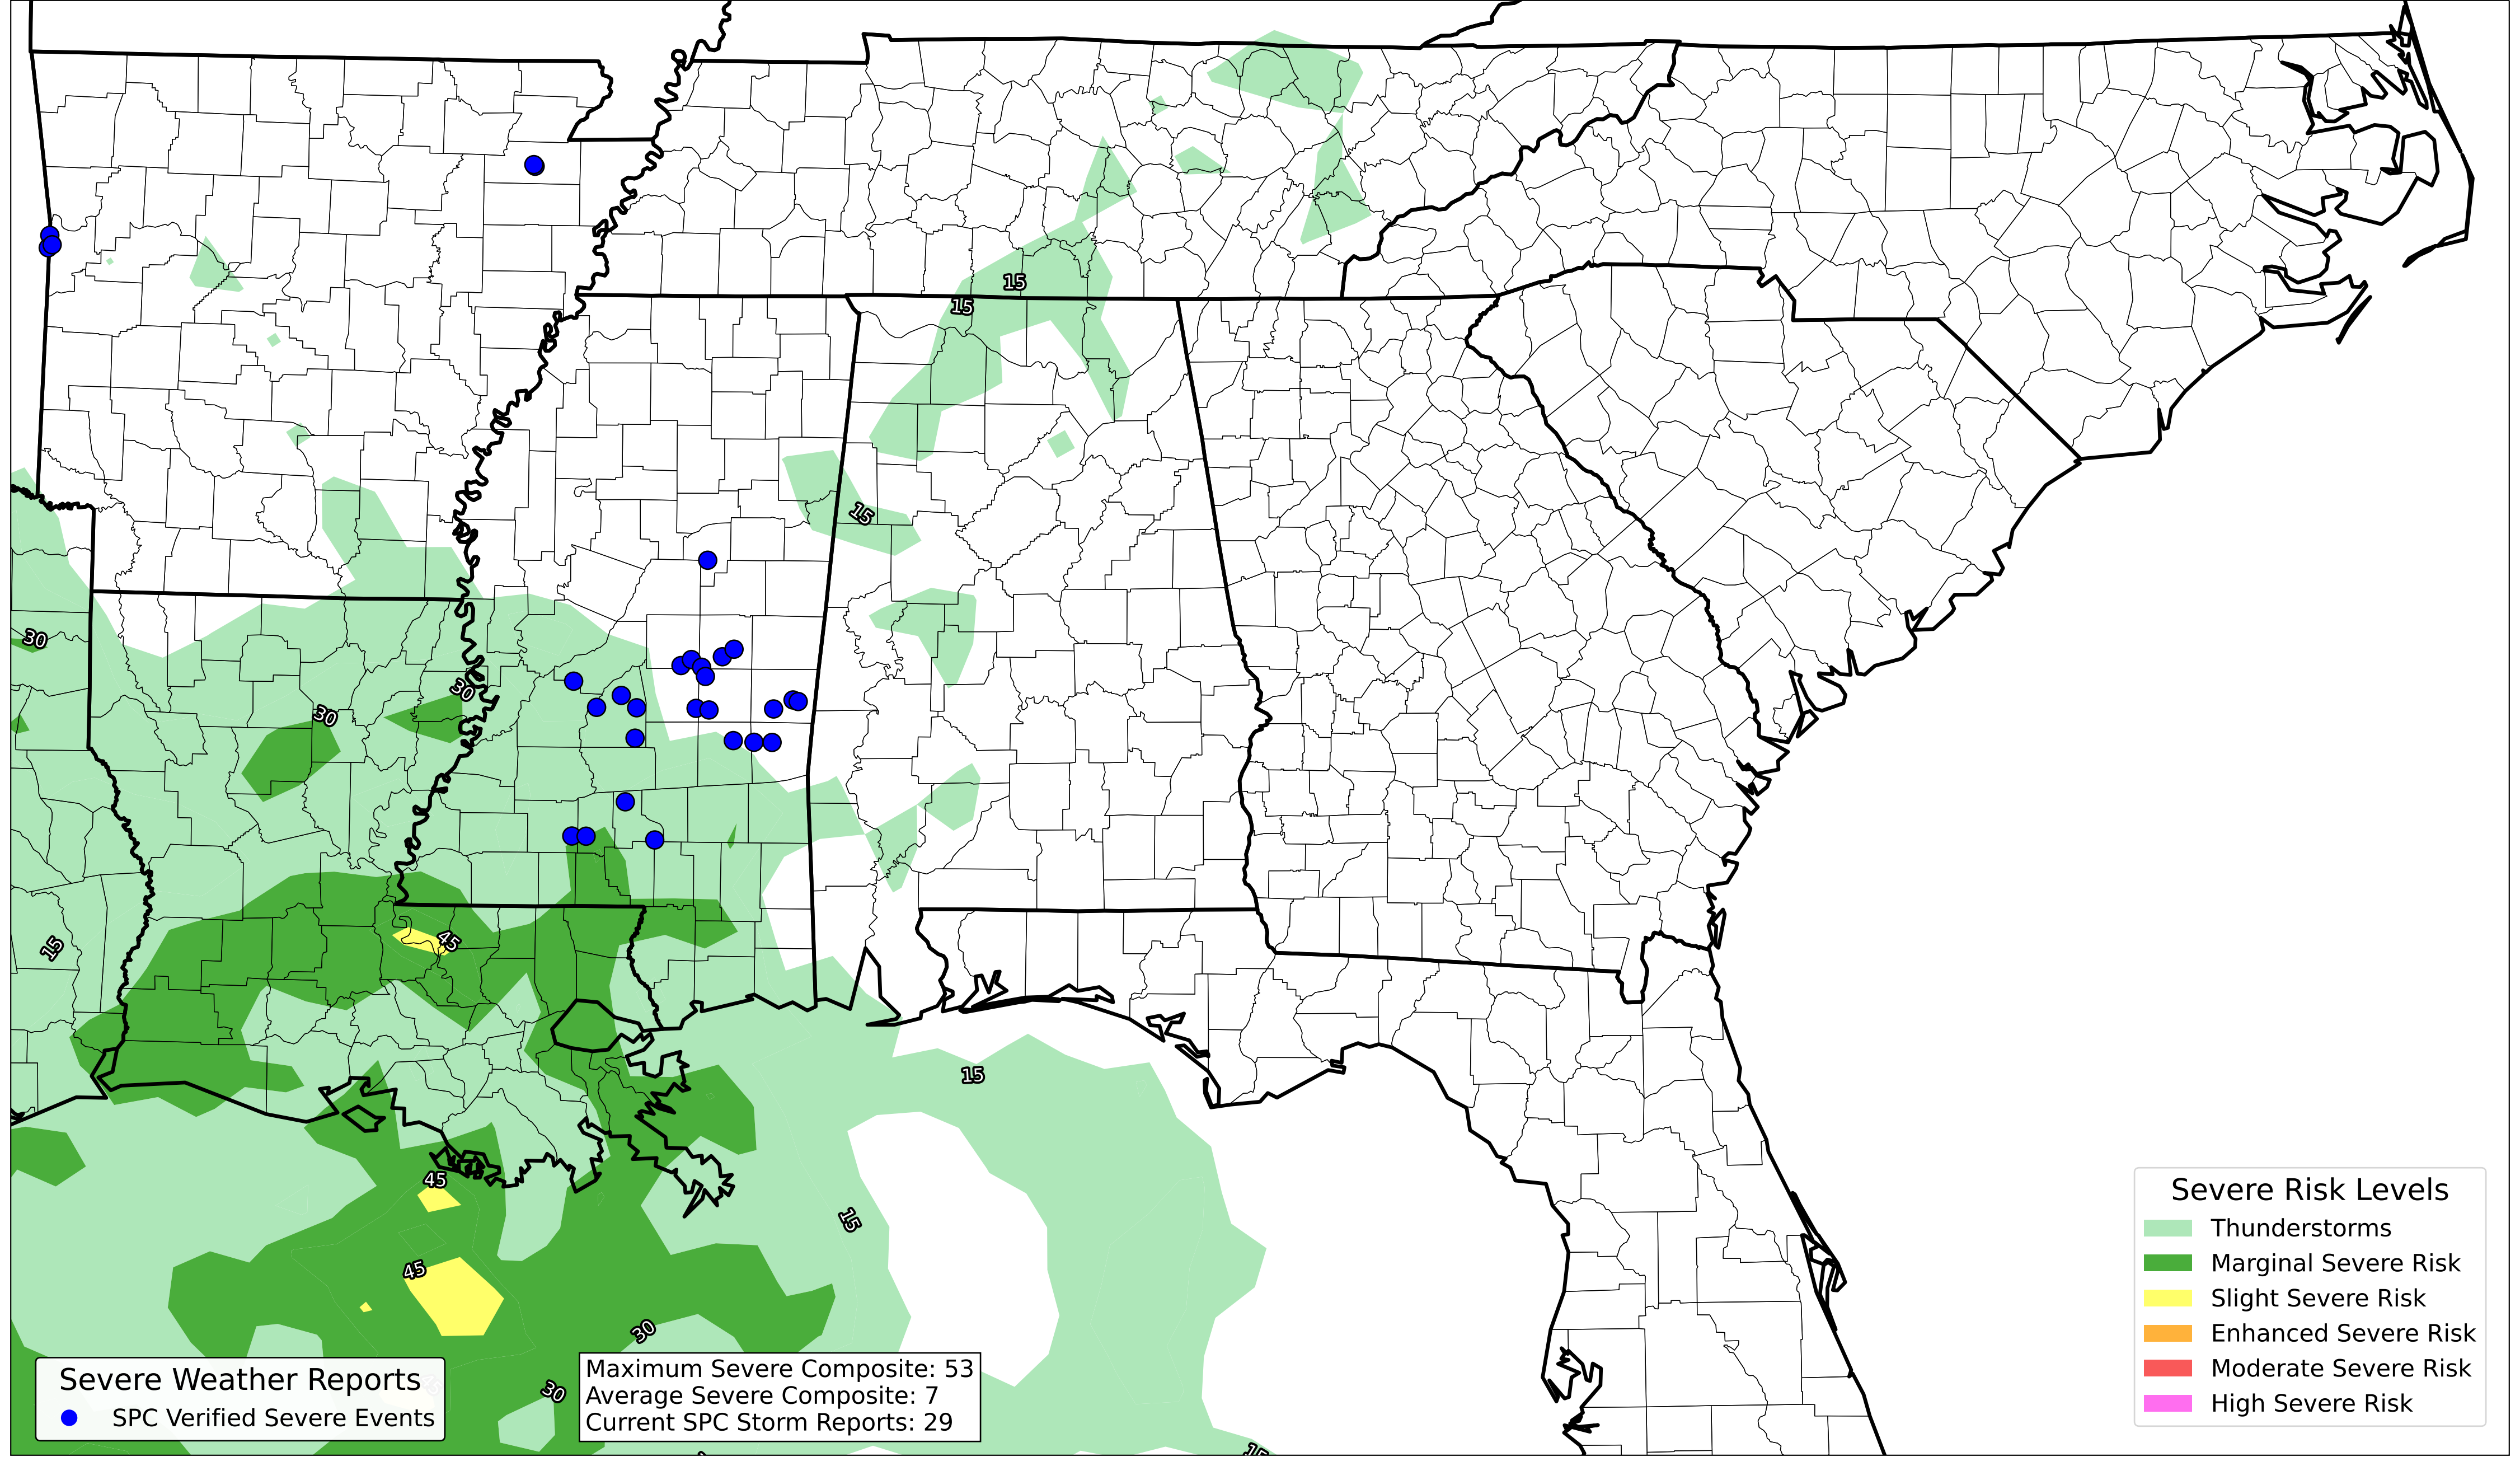 15
15
15
30
30
30
15
45
15
45
15
45
30
30
15
Severe Weather Reports
SPC Verified Severe Events
Maximum Severe Composite: 53
Average Severe Composite: 7
Current SPC Storm Reports: 29
Severe Risk Levels
Thunderstorms
Marginal Severe Risk
Slight Severe Risk
Enhanced Severe Risk
Moderate Severe Risk
High Severe Risk